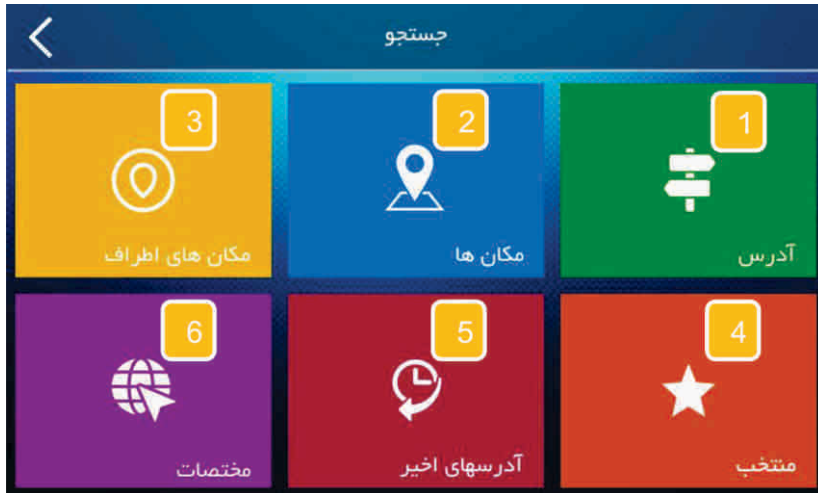 جستجو
1
آدرس
2
مکان ها
3
مکان های اطراف
4
منتخب
5
آدرسهای اخیر
6
مختصات